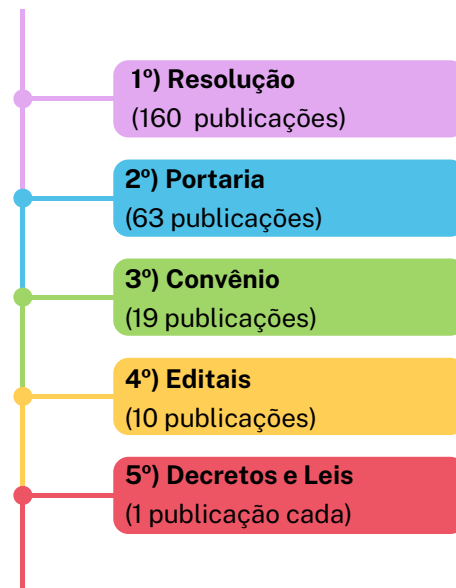 1º) Resolução
(160 publicações)
2º) Portaria
(63 publicações)
3º) Convênio
(19 publicações)
4º) Editais
(10 publicações)
5º) Decretos e Leis
(1 publicação cada)